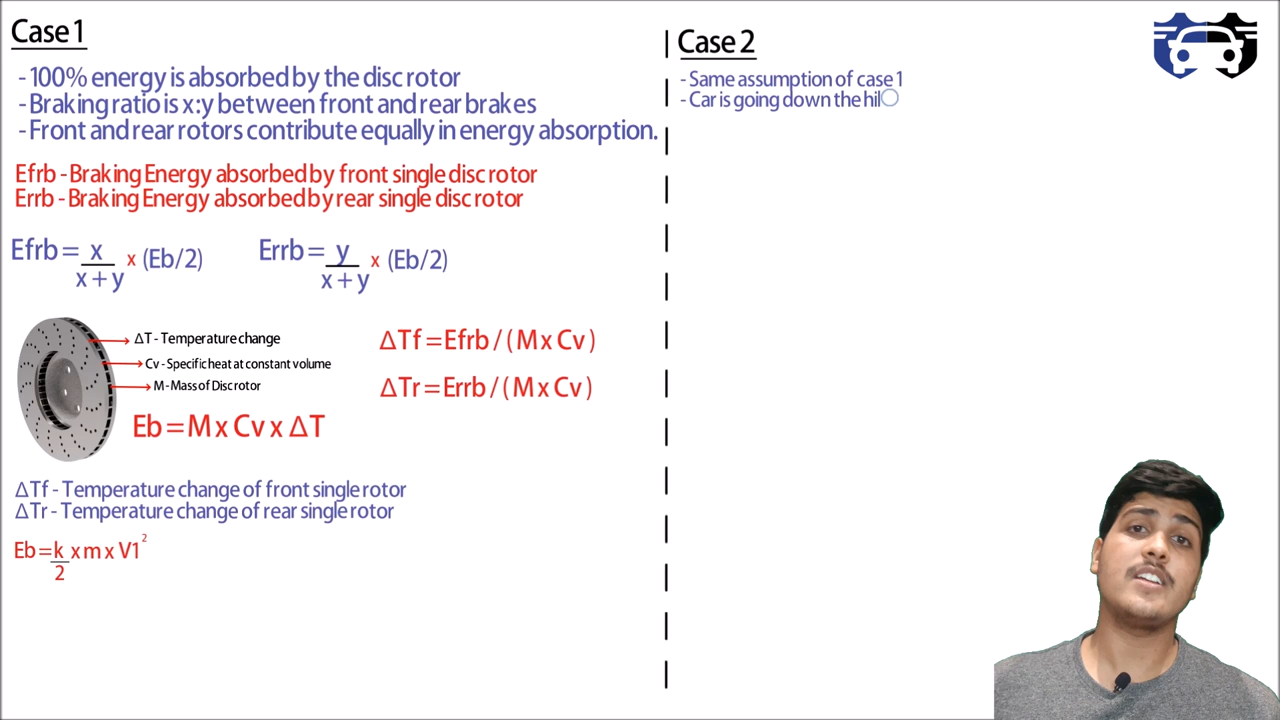 Case 1
- 100% energy is absorbed by the disc rotor
- Braking ratio is x:y between front and rear brakes
- Front and rear rotors contribute equally in energy absorption.
Efrb - Braking Energy absorbed by front single disc rotor
Errb - Braking Energy absorbed by rear single disc rotor
Efrb = x/x + y x (Eb/2) Errb = y/x + y x (Eb/2)
ΔT - Temperature change
Cv - Specific heat at constant volume
M - Mass of Disc rotor
Eb = M x Cv x ΔT
ΔTf = Efrb / ( M x Cv )
ΔTr = Errb / ( M x Cv )
ΔTf - Temperature change of front single rotor
ΔTr - Temperature change of rear single rotor
Eb = k/2 x m x V1²
Case 2
- Same assumption of case 1
- Car is going down the hil